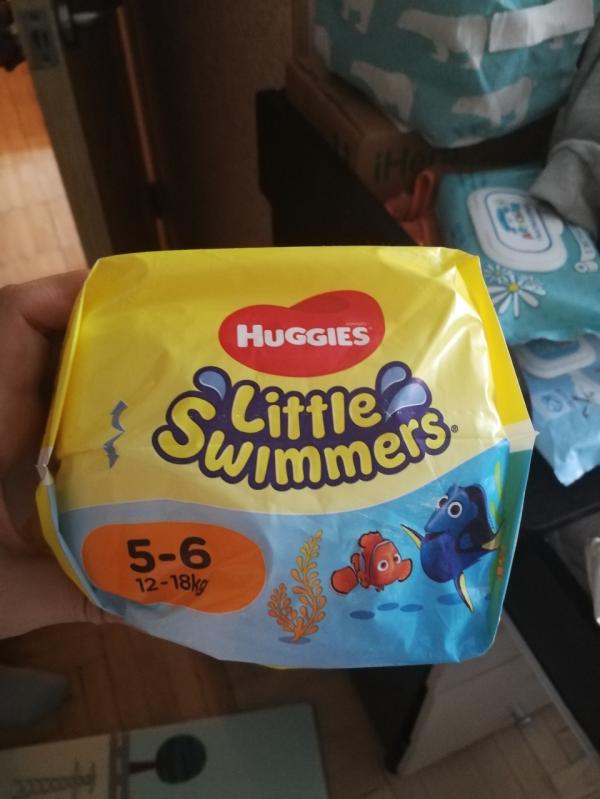 HUGGIES
Little
Swimmers®
5-6
12-18kg